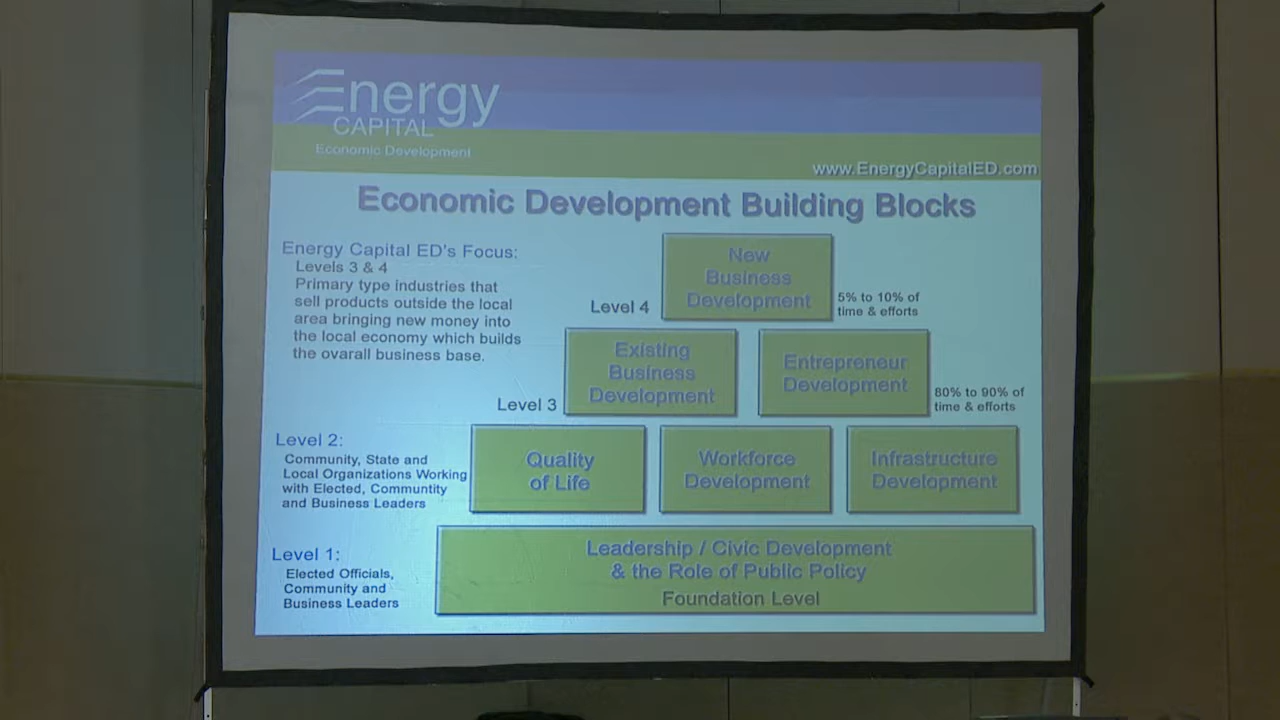 Energy
CAPITAL
Economic Development
www.EnergyCapitalED.com
Economic Development Building Blocks
Energy Capital ED's Focus:
Levels 3 & 4
Primary type industries that
sell products outside the local
area bringing new money into
the local economy which builds
the ovarall business base.
New
Business
Development
Level 4
5% to 10% of
time & efforts
Existing
Business
Development
Entrepreneur
Development
Level 3
80% to 90% of
time & efforts
Level 2:
Community, State and
Local Organizations Working
with Elected, Communtity
and Business Leaders
Quality
of Life
Workforce
Development
Infrastructure
Development
Level 1:
Elected Officials,
Community and
Business Leaders
Leadership / Civic Development
& the Role of Public Policy
Foundation Level